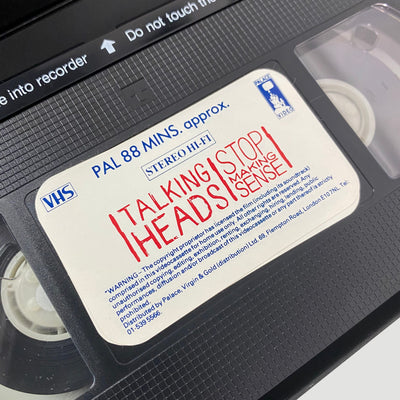 e into recorder ↑ Do not touch the
PAL 88 MINS. approx.
PALACE
VIDEO
VHS
STEREO HI-FI
TALKING HEADS
STOP MAKING SENSE
"WARNING – The copyright proprietor has licensed the film (including its soundtrack)
comprised in this videocassette for home use only. All other rights are reserved. Any
unauthorised copying, editing, exhibition, renting, exchanging, hiring, lending, public
performances, diffusion and/or broadcast of this videocassette or any part thereof is strictly
prohibited.
Distributed by Palace, Virgin & Gold (distribution) Ltd. 69, Flempton Road, London E10 7NL. Tel:
01-539 5566.